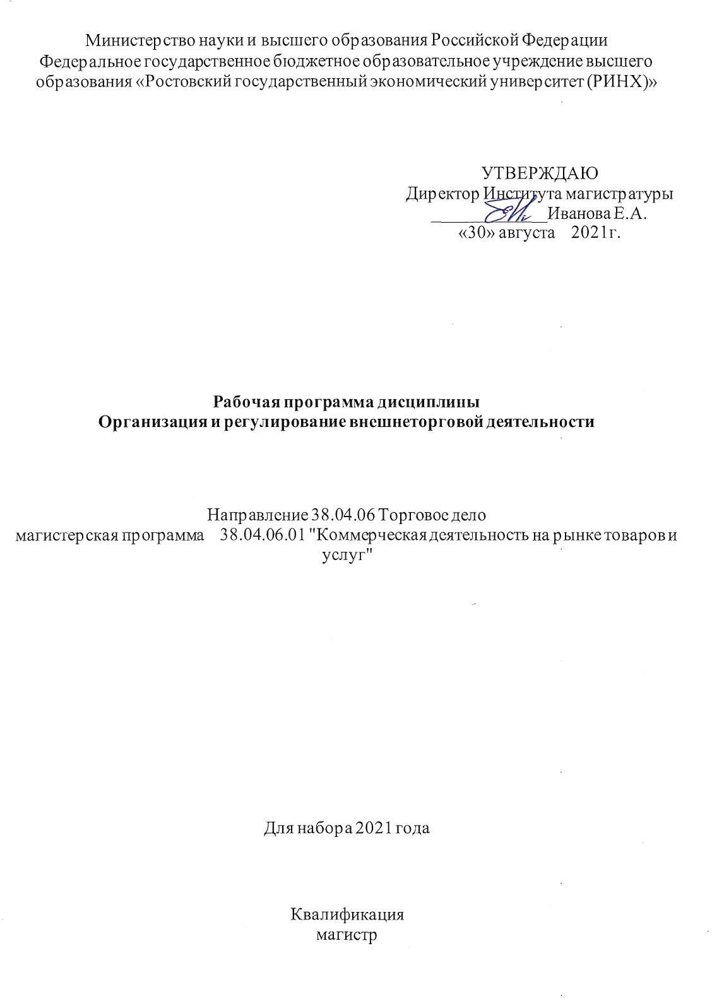 Министерство науки и высшего образования Российской Федерации
Федеральное государственное бюджетное образовательное учреждение высшего
образования «Ростовский государственный экономический университет (РИНХ)»
УТВЕРЖДАЮ
Директор Института магистратуры
Иванова Е.А.
«30» августа 2021г.
Рабочая программа дисциплины
Организация и регулирование внешнеторговой деятельности
Направление 38.04.06 Торговое дело
магистерская программа 38.04.06.01 "Коммерческая деятельность на рынке товаров и
услуг"
Для набора 2021 года
Квалификация
магистр